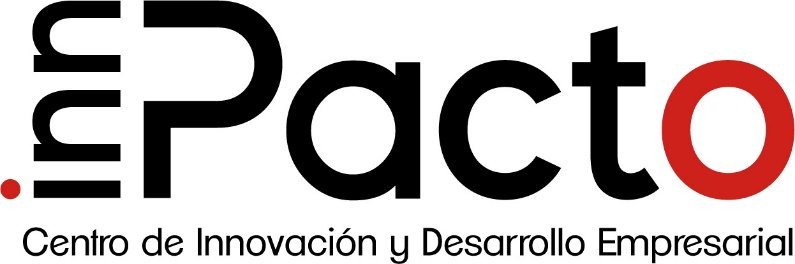 innPacto
Centro de Innovación y Desarrollo Empresarial